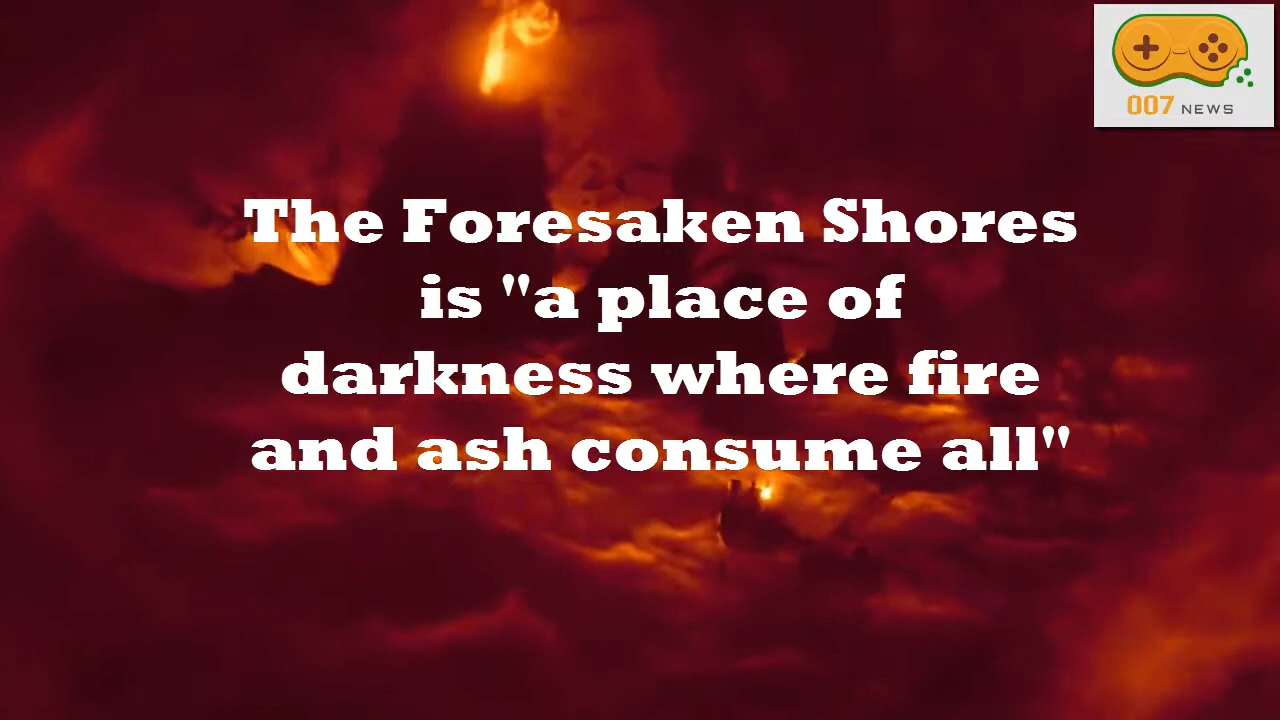 007 NEWS
The Foresaken Shores
is "a place of
darkness where fire
and ash consume all"